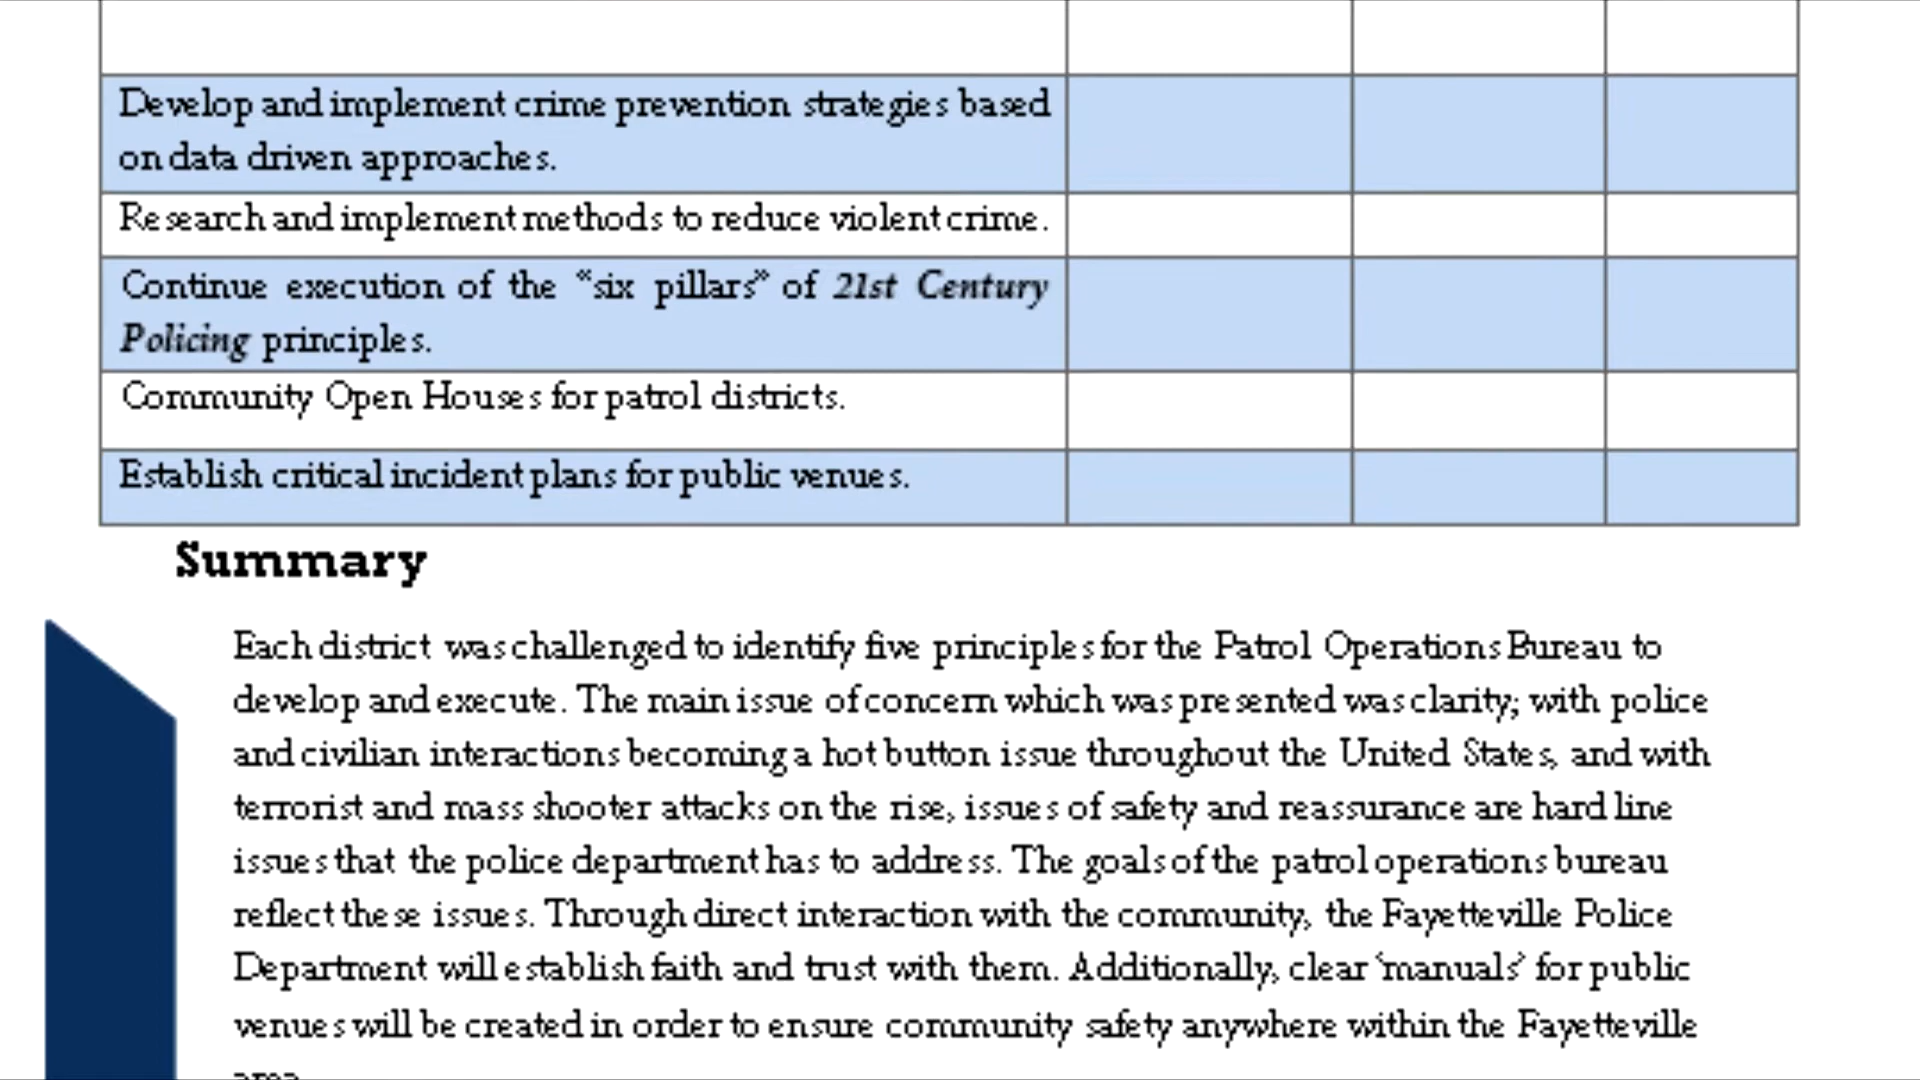 Develop and implement crime prevention strategies based
on data driven approaches.
Research and implement methods to reduce violent crime.
Continue execution of the “six pillars” of 21st Century
Policing principles.
Community Open Houses for patrol districts.
Establish critical incident plans for public venues.
Summary
Each district was challenged to identify five principles for the Patrol Operations Bureau to
develop and execute. The main issue of concern which was presented was clarity; with police
and civilian interactions becoming a hot button issue throughout the United States, and with
terrorist and mass shooter attacks on the rise, issues of safety and reassurance are hard line
issues that the police department has to address. The goals of the patrol operations bureau
reflect these issues. Through direct interaction with the community, the Fayetteville Police
Department will establish faith and trust with them. Additionally, clear ‘manuals’ for public
venues will be created in order to ensure community safety anywhere within the Fayetteville